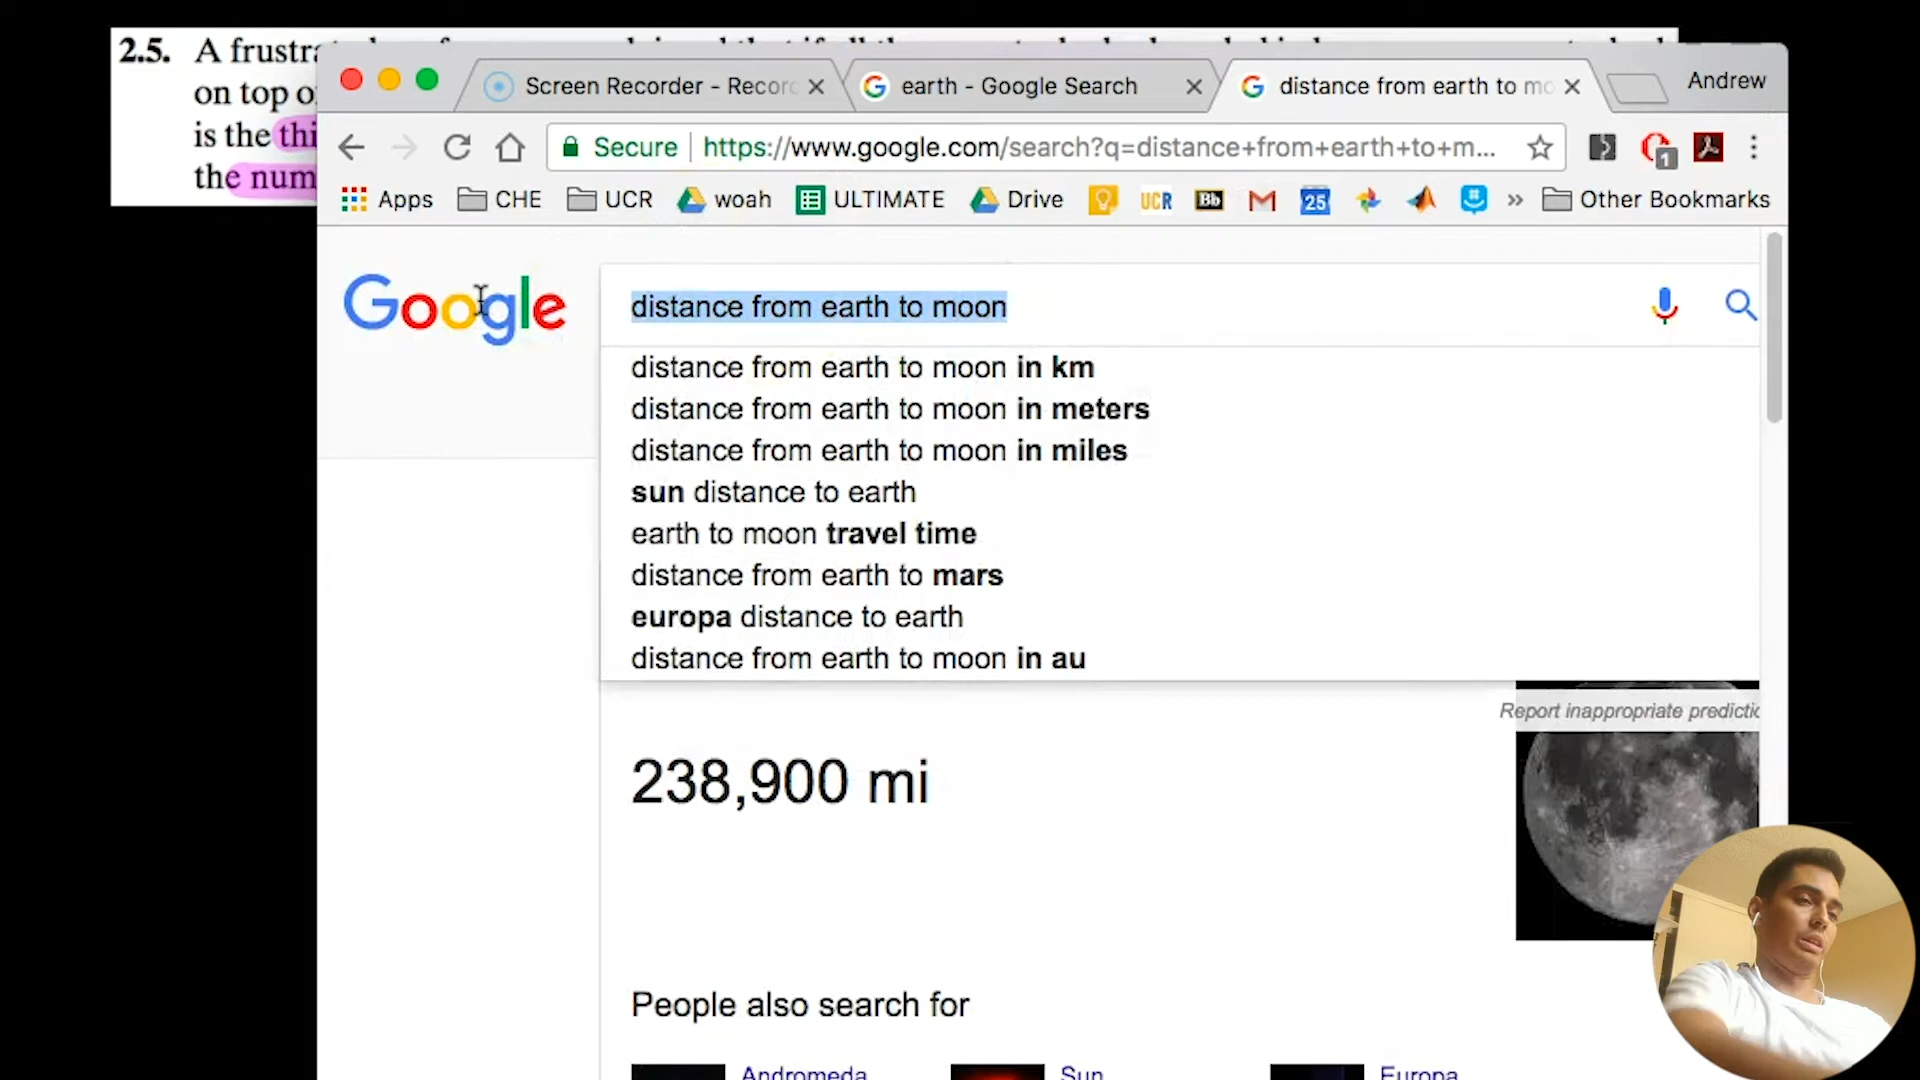 2.5. A
on top
is the thi
the num
Screen Recorder - Recor
earth - Google Search
distance from earth to mo
Andrew
Secure https://www.google.com/search?q=distance+from+earth+to+m...
1
Apps CHE UCR woah ULTIMATE Drive UCR Bb 25 » Other Bookmarks
Google
distance from earth to moon
distance from earth to moon in km
distance from earth to moon in meters
distance from earth to moon in miles
sun distance to earth
earth to moon travel time
distance from earth to mars
europa distance to earth
distance from earth to moon in au
Report inappropriate predictio
238,900 mi
People also search for
Andromeda Sun Europa